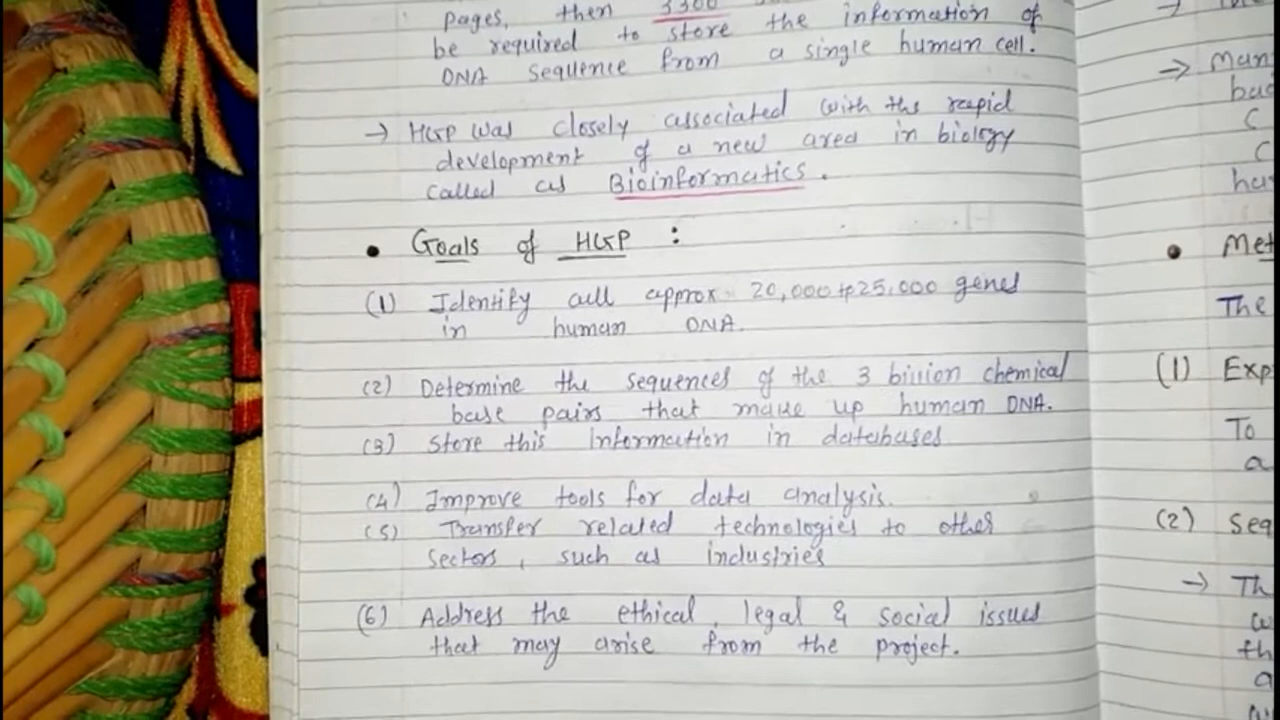 pages, then 3300
be required to store the information of
DNA sequence from a single human cell.
→ HGP was closely associated with the rapid
development of a new area in biology
called as Bioinformatics.
• Goals of HGP :
(1) Identify all approx 20,000 to 25,000 genes
in human DNA.
(2) Determine the sequences of the 3 billion chemical
base pairs that make up human DNA.
(3) Store this information in databases
(4) Improve tools for data analysis.
(5) Transfer related technologies to other
sectors, such as industries
(6) Address the ethical, legal & social issues
that may arise from the project.
→
→ Man
C
C
• Met
The
(1) Exp
To
a
(2) Seq
→ Th
th
a